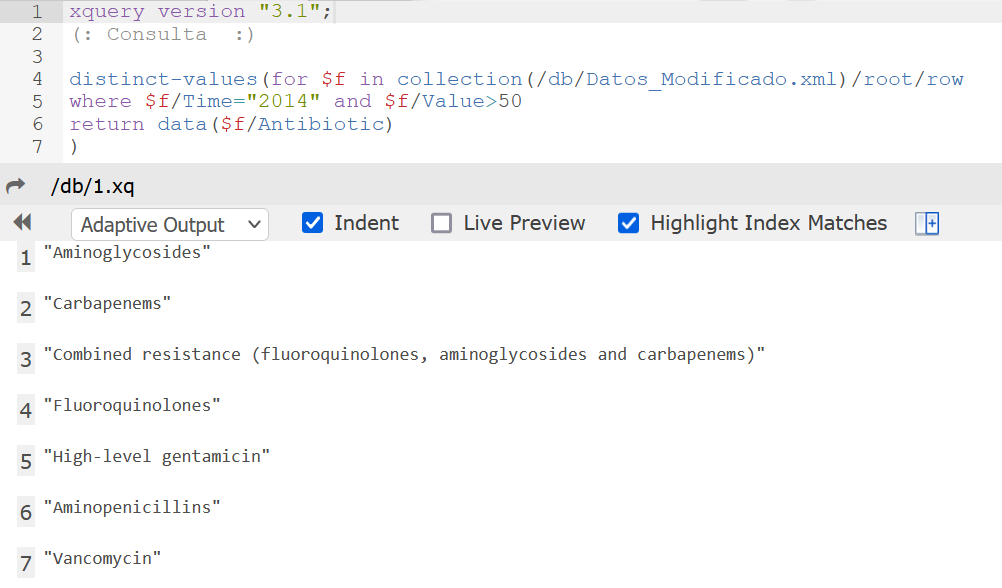 1 xquery version "3.1";
2 (: Consulta :)
3
4 distinct-values(for $f in collection(/db/Datos_Modificado.xml)/root/row
5 where $f/Time="2014" and $f/Value>50
6 return data($f/Antibiotic)
7 )
/db/1.xq
Adaptive Output Indent Live Preview Highlight Index Matches
1 "Aminoglycosides"
2 "Carbapenems"
3 "Combined resistance (fluoroquinolones, aminoglycosides and carbapenems)"
4 "Fluoroquinolones"
5 "High-level gentamicin"
6 "Aminopenicillins"
7 "Vancomycin"